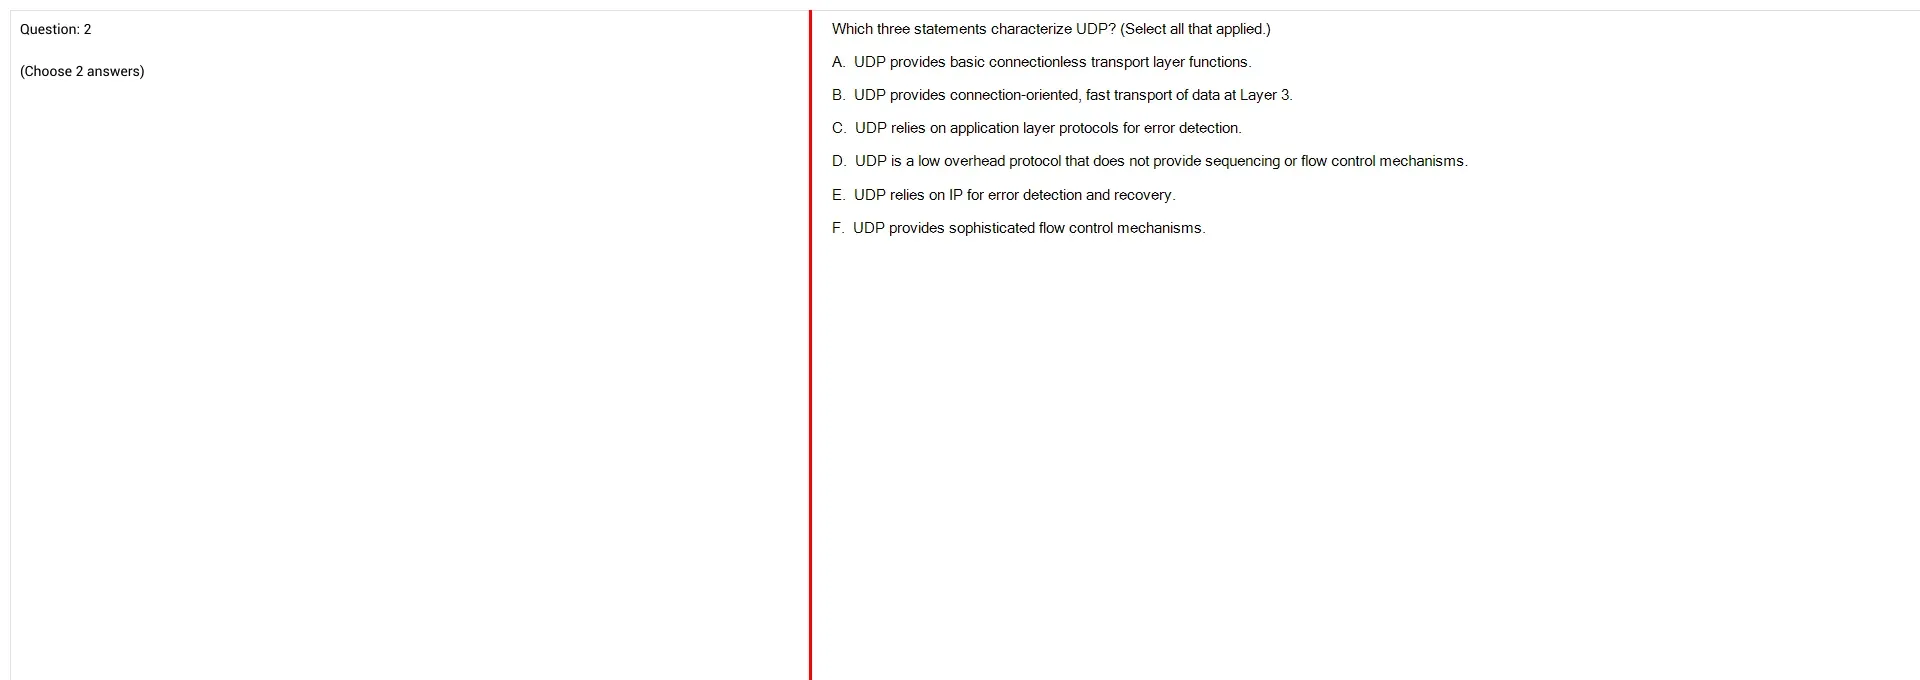 Question: 2
(Choose 2 answers)
Which three statements characterize UDP? (Select all that applied.)
A. UDP provides basic connectionless transport layer functions.
B. UDP provides connection-oriented, fast transport of data at Layer 3.
C. UDP relies on application layer protocols for error detection.
D. UDP is a low overhead protocol that does not provide sequencing or flow control mechanisms.
E. UDP relies on IP for error detection and recovery.
F. UDP provides sophisticated flow control mechanisms.